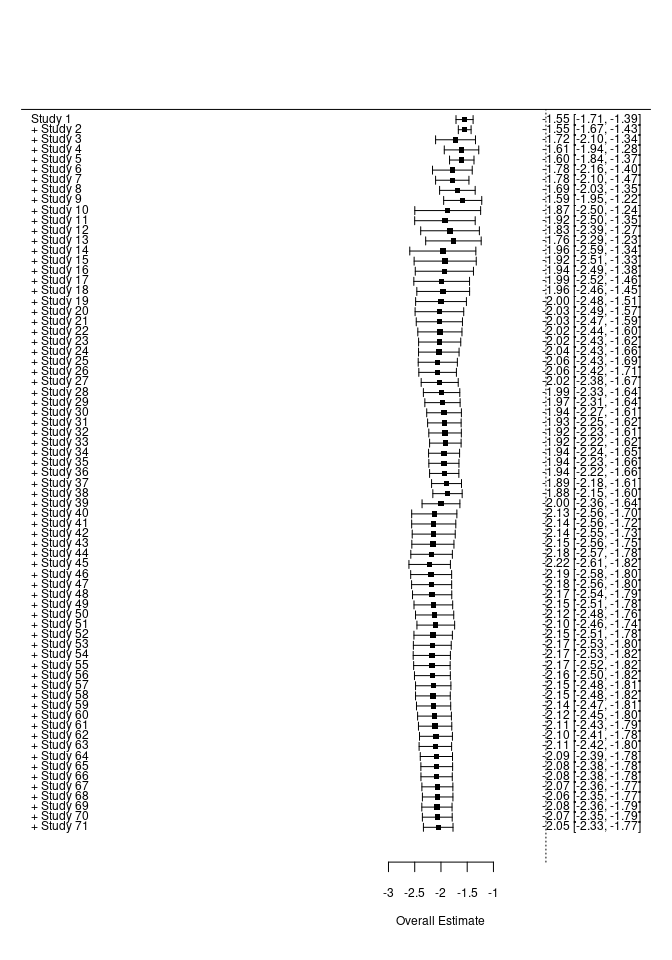 Study 1 -1.55 [-1.71, -1.39]
+ Study 2 -1.55 [-1.67, -1.43]
+ Study 3 -1.72 [-2.10, -1.34]
+ Study 4 -1.61 [-1.94, -1.28]
+ Study 5 -1.60 [-1.84, -1.37]
+ Study 6 -1.78 [-2.16, -1.40]
+ Study 7 -1.78 [-2.10, -1.47]
+ Study 8 -1.69 [-2.03, -1.35]
+ Study 9 -1.59 [-1.95, -1.22]
+ Study 10 -1.87 [-2.50, -1.24]
+ Study 11 -1.92 [-2.50, -1.35]
+ Study 12 -1.83 [-2.39, -1.27]
+ Study 13 -1.76 [-2.29, -1.23]
+ Study 14 -1.96 [-2.59, -1.34]
+ Study 15 -1.92 [-2.51, -1.33]
+ Study 16 -1.94 [-2.49, -1.38]
+ Study 17 -1.99 [-2.52, -1.46]
+ Study 18 -1.96 [-2.46, -1.45]
+ Study 19 -2.00 [-2.48, -1.51]
+ Study 20 -2.03 [-2.49, -1.57]
+ Study 21 -2.03 [-2.47, -1.59]
+ Study 22 -2.02 [-2.44, -1.60]
+ Study 23 -2.02 [-2.43, -1.62]
+ Study 24 -2.04 [-2.43, -1.66]
+ Study 25 -2.06 [-2.43, -1.69]
+ Study 26 -2.06 [-2.42, -1.71]
+ Study 27 -2.02 [-2.38, -1.67]
+ Study 28 -1.99 [-2.33, -1.64]
+ Study 29 -1.97 [-2.31, -1.64]
+ Study 30 -1.94 [-2.27, -1.61]
+ Study 31 -1.93 [-2.25, -1.62]
+ Study 32 -1.92 [-2.23, -1.61]
+ Study 33 -1.92 [-2.22, -1.62]
+ Study 34 -1.94 [-2.24, -1.65]
+ Study 35 -1.94 [-2.23, -1.66]
+ Study 36 -1.94 [-2.22, -1.66]
+ Study 37 -1.89 [-2.18, -1.61]
+ Study 38 -1.88 [-2.15, -1.60]
+ Study 39 -2.00 [-2.36, -1.64]
+ Study 40 -2.13 [-2.56, -1.70]
+ Study 41 -2.14 [-2.56, -1.72]
+ Study 42 -2.14 [-2.55, -1.73]
+ Study 43 -2.15 [-2.56, -1.75]
+ Study 44 -2.18 [-2.57, -1.78]
+ Study 45 -2.22 [-2.61, -1.82]
+ Study 46 -2.19 [-2.58, -1.80]
+ Study 47 -2.18 [-2.56, -1.80]
+ Study 48 -2.17 [-2.54, -1.79]
+ Study 49 -2.15 [-2.51, -1.78]
+ Study 50 -2.12 [-2.48, -1.76]
+ Study 51 -2.10 [-2.46, -1.74]
+ Study 52 -2.15 [-2.51, -1.78]
+ Study 53 -2.17 [-2.53, -1.80]
+ Study 54 -2.17 [-2.53, -1.82]
+ Study 55 -2.17 [-2.52, -1.82]
+ Study 56 -2.16 [-2.50, -1.82]
+ Study 57 -2.15 [-2.48, -1.81]
+ Study 58 -2.15 [-2.48, -1.82]
+ Study 59 -2.14 [-2.47, -1.81]
+ Study 60 -2.12 [-2.45, -1.80]
+ Study 61 -2.11 [-2.43, -1.79]
+ Study 62 -2.10 [-2.41, -1.78]
+ Study 63 -2.11 [-2.42, -1.80]
+ Study 64 -2.09 [-2.39, -1.78]
+ Study 65 -2.08 [-2.38, -1.78]
+ Study 66 -2.08 [-2.38, -1.78]
+ Study 67 -2.07 [-2.36, -1.77]
+ Study 68 -2.06 [-2.35, -1.77]
+ Study 69 -2.08 [-2.36, -1.79]
+ Study 70 -2.07 [-2.35, -1.79]
+ Study 71 -2.05 [-2.33, -1.77]
-3 -2.5 -2 -1.5 -1
Overall Estimate